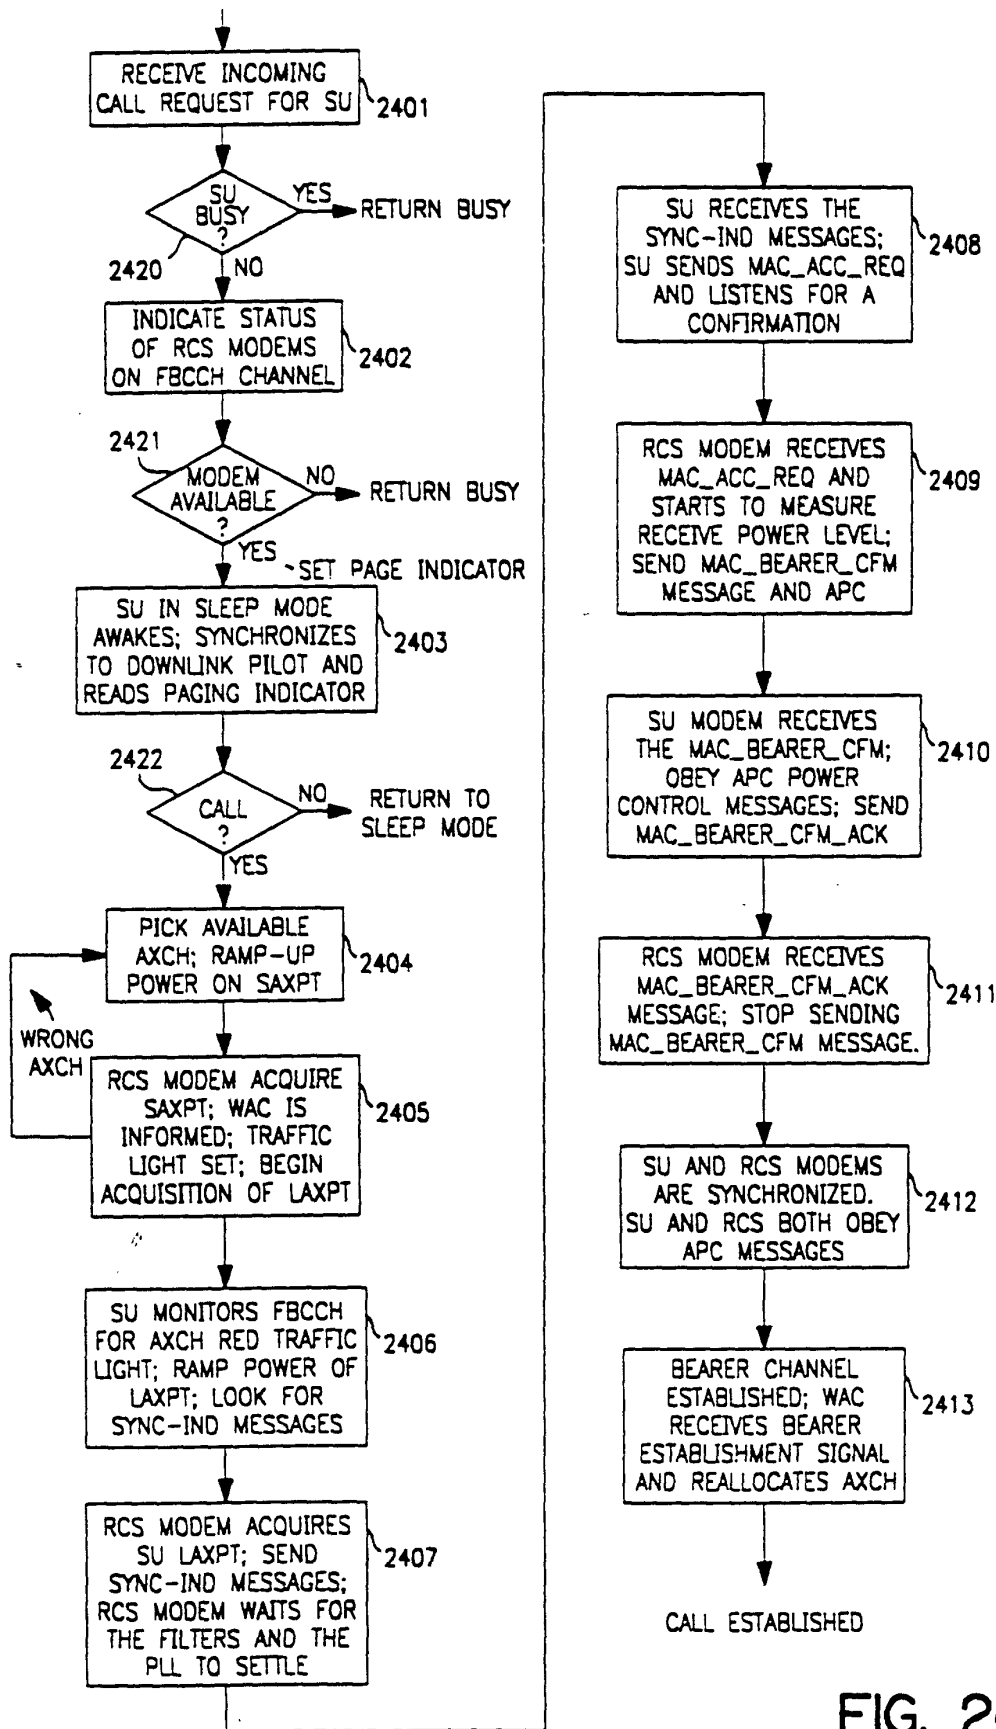 RECEIVE INCOMING
CALL REQUEST FOR SU
2401
SU
BUSY
?
YES
RETURN BUSY
2420
NO
INDICATE STATUS
OF RCS MODEMS
ON FBCCH CHANNEL
2402
2421
MODEM
AVAILABLE
?
NO
RETURN BUSY
YES
SET PAGE INDICATOR
SU IN SLEEP MODE
AWAKES; SYNCHRONIZES
TO DOWNLINK PILOT AND
READS PAGING INDICATOR
2403
2422
CALL
?
NO
RETURN TO
SLEEP MODE
YES
PICK AVAILABLE
AXCH; RAMP-UP
POWER ON SAXPT
2404
WRONG
AXCH
RCS MODEM ACQUIRE
SAXPT; WAC IS
INFORMED; TRAFFIC
LIGHT SET; BEGIN
ACQUISITION OF LAXPT
2405
SU MONITORS FBCCH
FOR AXCH RED TRAFFIC
LIGHT; RAMP POWER OF
LAXPT; LOOK FOR
SYNC-IND MESSAGES
2406
RCS MODEM ACQUIRES
SU LAXPT; SEND
SYNC-IND MESSAGES;
RCS MODEM WAITS FOR
THE FILTERS AND THE
PLL TO SETTLE
2407
SU RECEIVES THE
SYNC-IND MESSAGES;
SU SENDS MAC_ACC_REQ
AND LISTENS FOR A
CONFIRMATION
2408
RCS MODEM RECEIVES
MAC_ACC_REQ AND
STARTS TO MEASURE
RECEIVE POWER LEVEL;
SEND MAC_BEARER_CFM
MESSAGE AND APC
2409
SU MODEM RECEIVES
THE MAC_BEARER_CFM;
OBEY APC POWER
CONTROL MESSAGES; SEND
MAC_BEARER_CFM_ACK
2410
RCS MODEM RECEIVES
MAC_BEARER_CFM_ACK
MESSAGE; STOP SENDING
MAC_BEARER_CFM MESSAGE.
2411
SU AND RCS MODEMS
ARE SYNCHRONIZED.
SU AND RCS BOTH OBEY
APC MESSAGES
2412
BEARER CHANNEL
ESTABLISHED; WAC
RECEIVES BEARER
ESTABLISHMENT SIGNAL
AND REALLOCATES AXCH
2413
CALL ESTABLISHED
FIG.